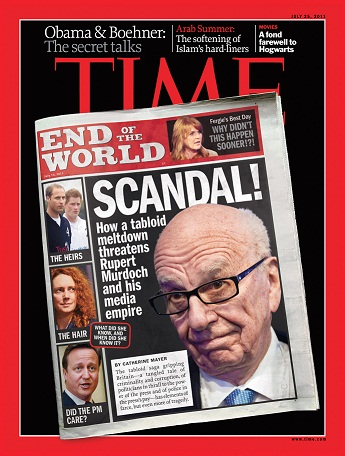 JULY 25, 2011
Obama & Boehner:
The secret talks
Arab Summer:
The softening of
Islam's hard-liners
MOVIES
A fond
farewell to
Hogwarts
TIME
END OF THE
WORLD
Fergie's Best Day
WHY DIDN'T
THIS HAPPEN
SOONER!?!
SCANDAL!
How a tabloid
meltdown
threatens
Rupert
Murdoch
and his
media
empire
THE HEIRS
THE HAIR
WHAT DID SHE
KNOW, AND
WHEN DID SHE
KNOW IT?
DID THE PM
CARE?
BY CATHERINE MAYER
The tabloid saga gripping
Britain—a tangled tale of
criminality and corruption, of
politicians in thrall to the pow-
er of the press and of police in
the press's pay—has elements of
farce, but even more of tragedy.
www.time.com